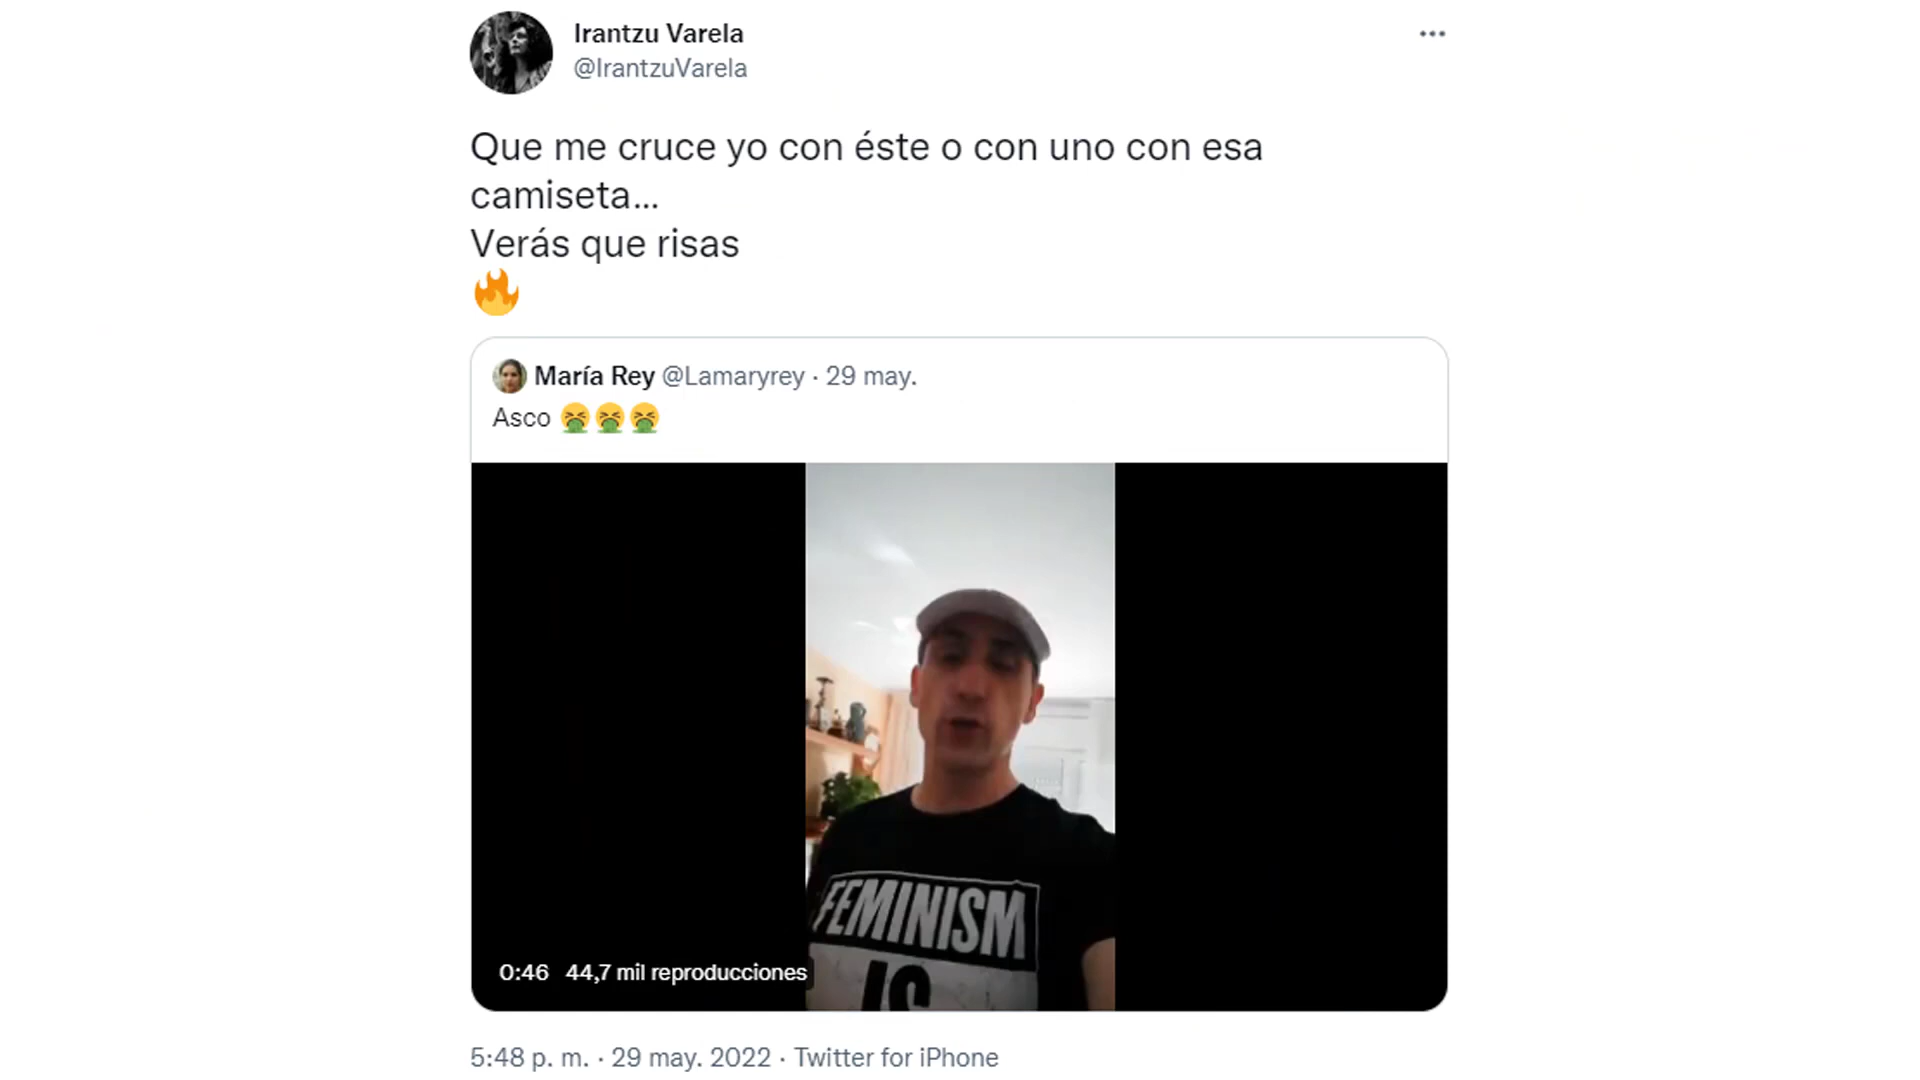 Irantzu Varela
@IrantzuVarela
Que me cruce yo con éste o con uno con esa
camiseta...
Verás que risas
María Rey @Lamaryrey · 29 may.
Asco
FEMINISM
IS
0:46 44,7 mil reproducciones
5:48 p. m. · 29 may. 2022 · Twitter for iPhone